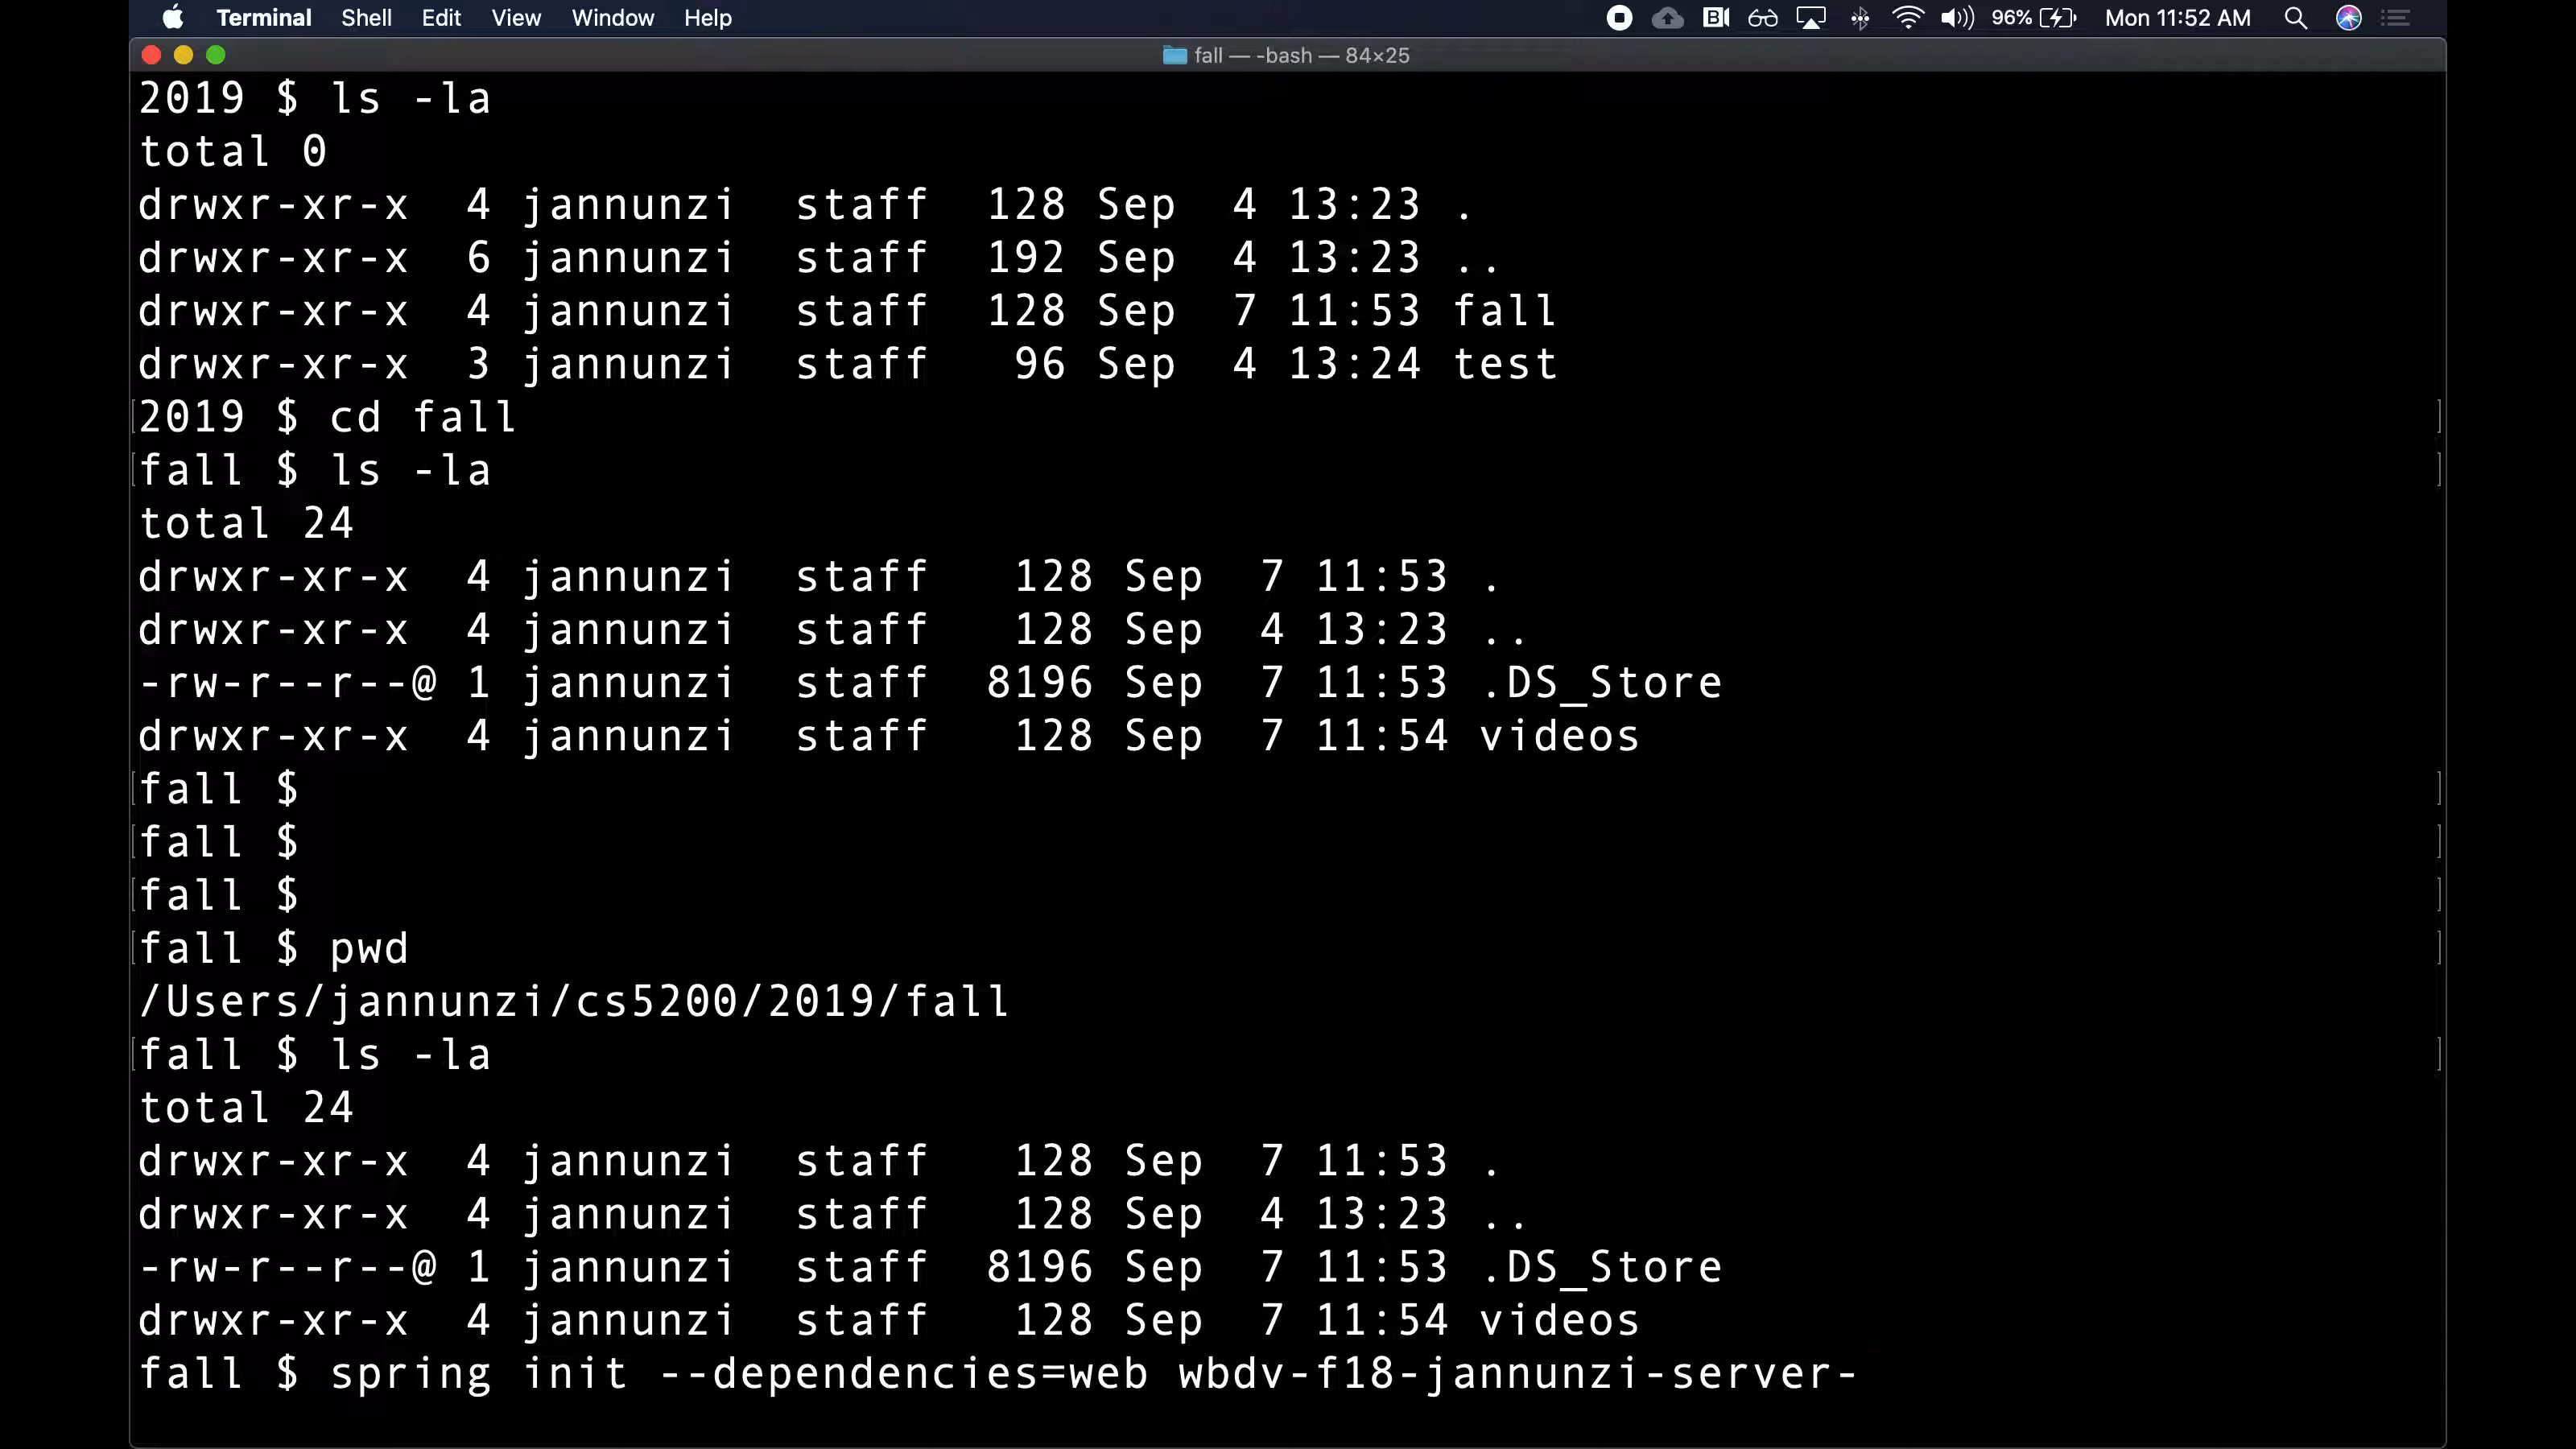 Terminal Shell Edit View Window Help 96% Mon 11:52 AM
fall — -bash — 84×25
2019 $ ls -la
total 0
drwxr-xr-x  4 jannunzi  staff  128 Sep  4 13:23 .
drwxr-xr-x  6 jannunzi  staff  192 Sep  4 13:23 ..
drwxr-xr-x  4 jannunzi  staff  128 Sep  7 11:53 fall
drwxr-xr-x  3 jannunzi  staff   96 Sep  4 13:24 test
[2019 $ cd fall ]
[fall $ ls -la ]
total 24
drwxr-xr-x  4 jannunzi  staff   128 Sep  7 11:53 .
drwxr-xr-x  4 jannunzi  staff   128 Sep  4 13:23 ..
-rw-r--r--@ 1 jannunzi  staff  8196 Sep  7 11:53 .DS_Store
drwxr-xr-x  4 jannunzi  staff   128 Sep  7 11:54 videos
[fall $ ]
[fall $ ]
[fall $ ]
[fall $ pwd ]
/Users/jannunzi/cs5200/2019/fall
[fall $ ls -la ]
total 24
drwxr-xr-x  4 jannunzi  staff   128 Sep  7 11:53 .
drwxr-xr-x  4 jannunzi  staff   128 Sep  4 13:23 ..
-rw-r--r--@ 1 jannunzi  staff  8196 Sep  7 11:53 .DS_Store
drwxr-xr-x  4 jannunzi  staff   128 Sep  7 11:54 videos
fall $ spring init --dependencies=web wbdv-f18-jannunzi-server-